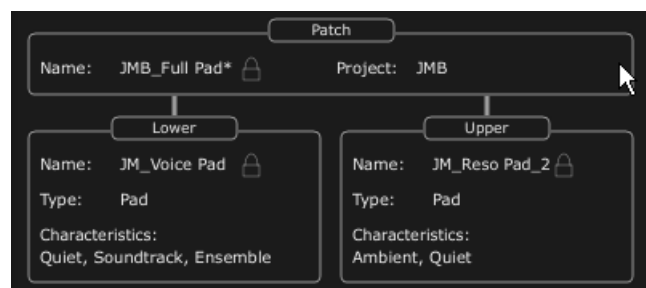 Patch
Name: JMB_Full Pad* Project: JMB
Lower
Name: JM_Voice Pad
Type: Pad
Characteristics:
Quiet, Soundtrack, Ensemble
Upper
Name: JM_Reso Pad_2
Type: Pad
Characteristics:
Ambient, Quiet